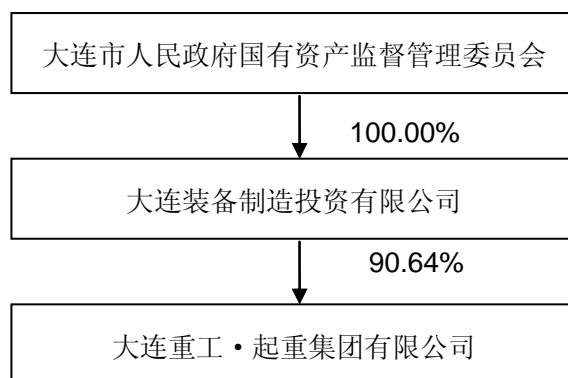 大连市人民政府国有资产监督管理委员会
100.00%
大连装备制造投资有限公司
90.64%
大连重工·起重集团有限公司